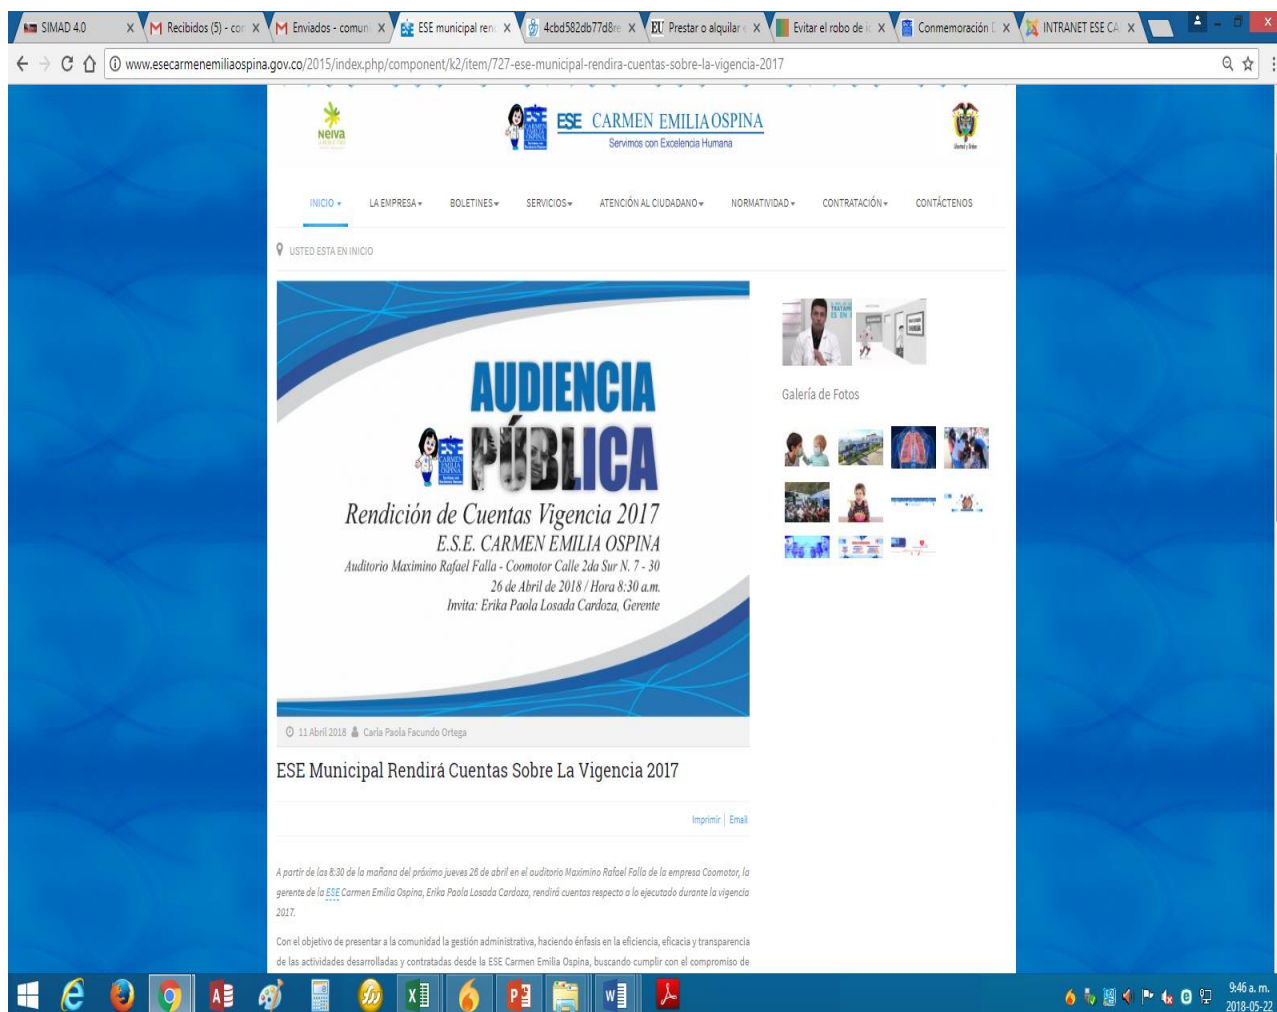 SIMAD 4.0
Recibidos (5) - cor
Enviados - comun
ESE municipal ren
4cbd582db77d8re
Prestar o alquilar
Evitar el robo de
Conmemoración
INTRANET ESE CA
www.esecarmenemiliaospina.gov.co/2015/index.php/component/k2/item/727-ese-municipal-rendira-cuentas-sobre-la-vigencia-2017
Neiva
ESE CARMEN EMILIA OSPINA
Servimos con Excelencia Humana
Libertad y Orden
INICIO LA EMPRESA BOLETINES SERVICIOS ATENCIÓN AL CIUDADANO NORMATIVIDAD CONTRATACIÓN CONTÁCTENOS
USTED ESTA EN INICIO
AUDIENCIA
ESE
CARMEN
EMILIA
OSPINA
PÚBLICA
Rendición de Cuentas Vigencia 2017
E.S.E. CARMEN EMILIA OSPINA
Auditorio Maximino Rafael Falla - Coomotor Calle 2da Sur N. 7 - 30
26 de Abril de 2018 / Hora 8:30 a.m.
Invita: Erika Paola Losada Cardoza, Gerente
Galería de Fotos
11 Abril 2018 Carla Paola Facundo Ortega
ESE Municipal Rendirá Cuentas Sobre La Vigencia 2017
Imprimir | Email
A partir de las 8:30 de la mañana del próximo jueves 26 de abril en el auditorio Maximino Rafael Falla de la empresa Coomotor, la
gerente de la ESE Carmen Emilia Ospina, Erika Paola Losada Cardoza, rendirá cuentas respecto a lo ejecutado durante la vigencia
2017.
Con el objetivo de presentar a la comunidad la gestión administrativa, haciendo énfasis en la eficiencia, eficacia y transparencia
de las actividades desarrolladas y contratadas desde la ESE Carmen Emilia Ospina, buscando cumplir con el compromiso de
9:46 a. m.
2018-05-22